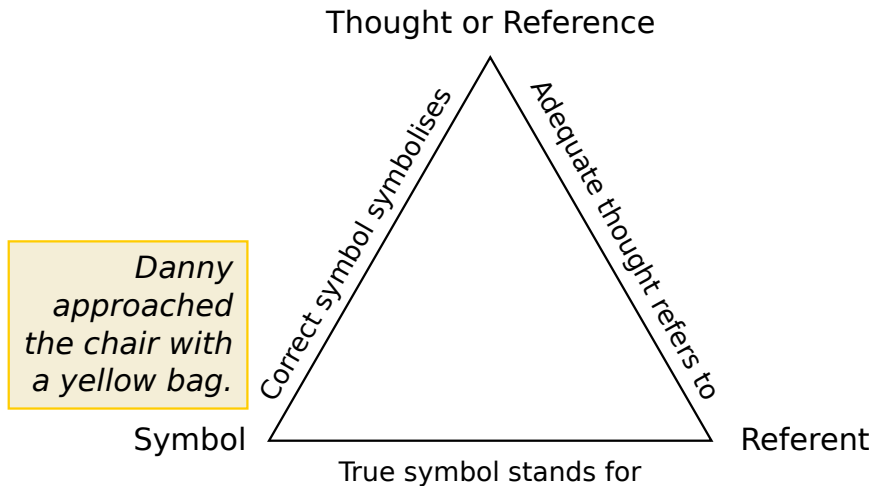 Thought or Reference
Correct symbol symbolises
Adequate thought refers to
Danny
approached
the chair with
a yellow bag.
Symbol
Referent
True symbol stands for